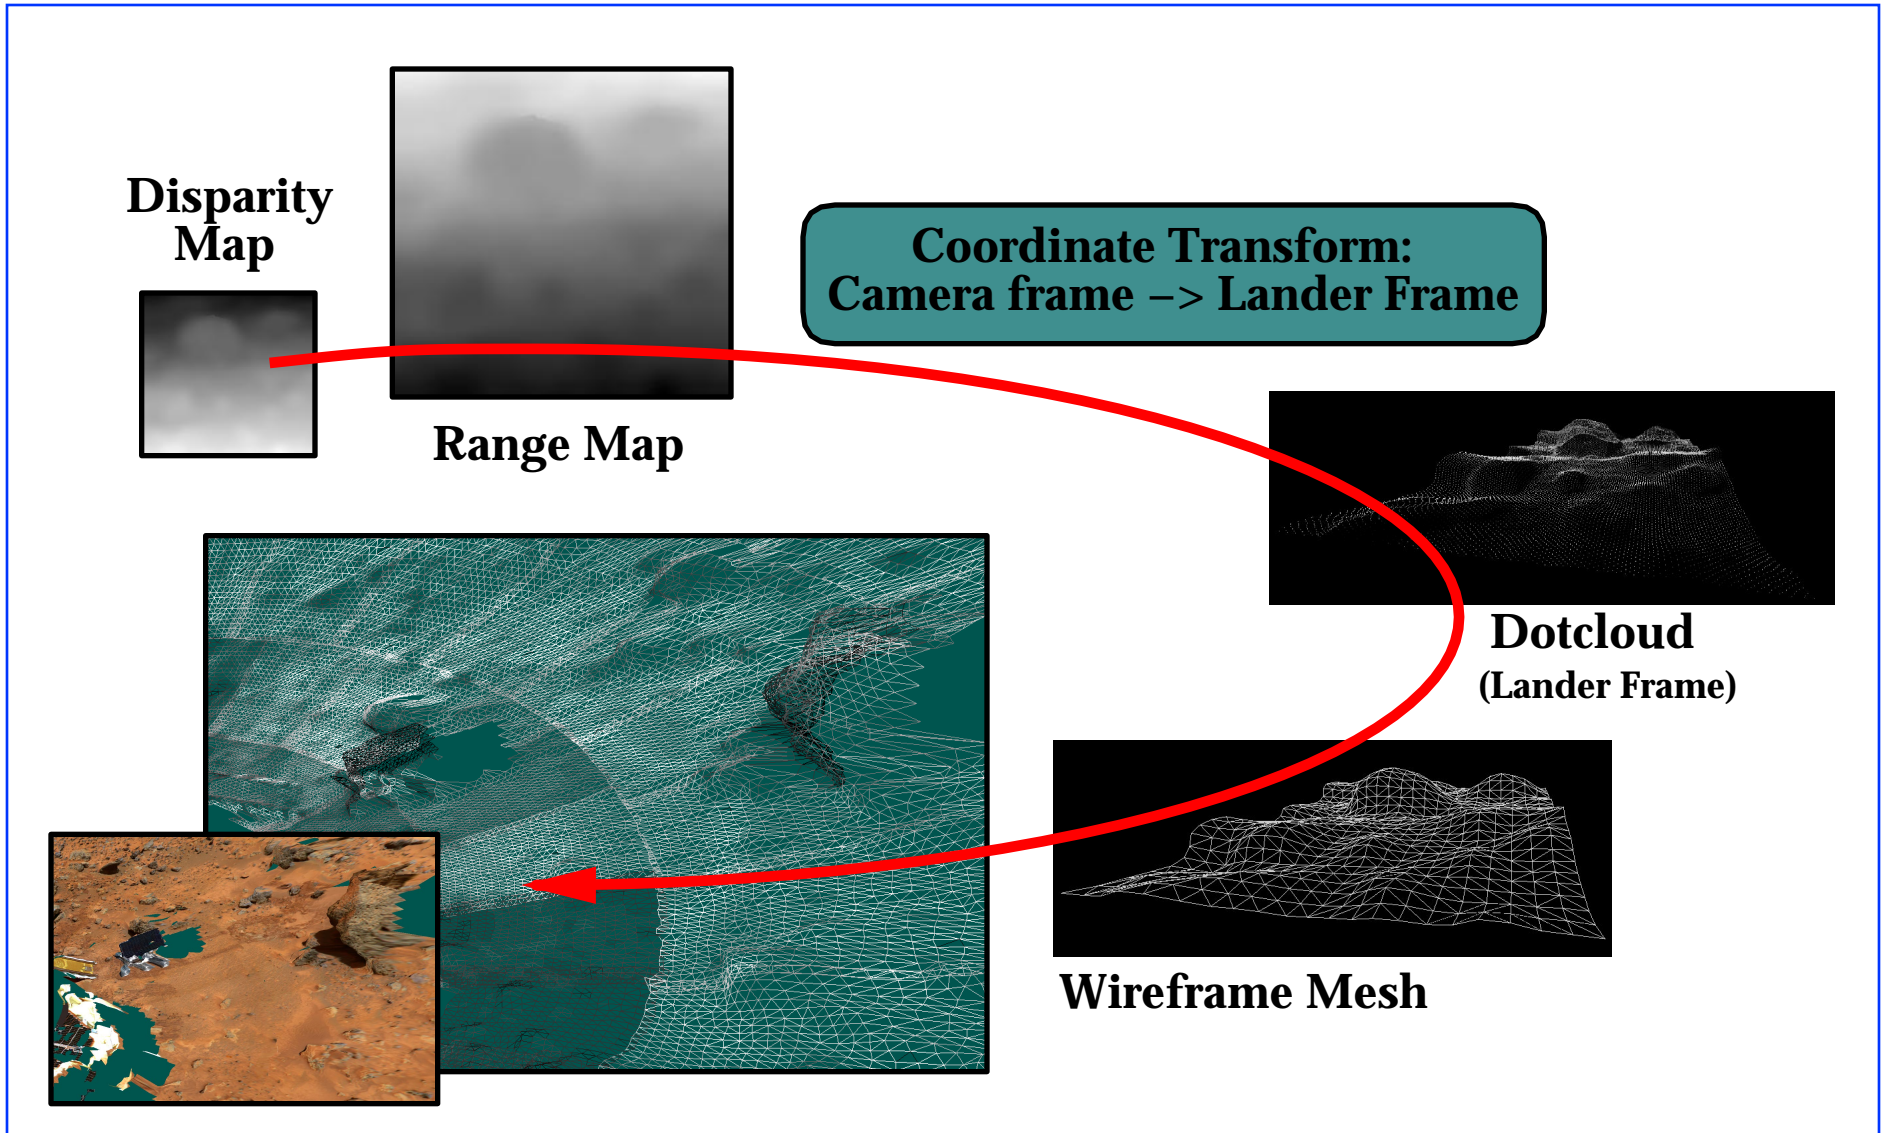 Disparity
Map
Range Map
Coordinate Transform:
Camera frame –> Lander Frame
Dotcloud
(Lander Frame)
Wireframe Mesh